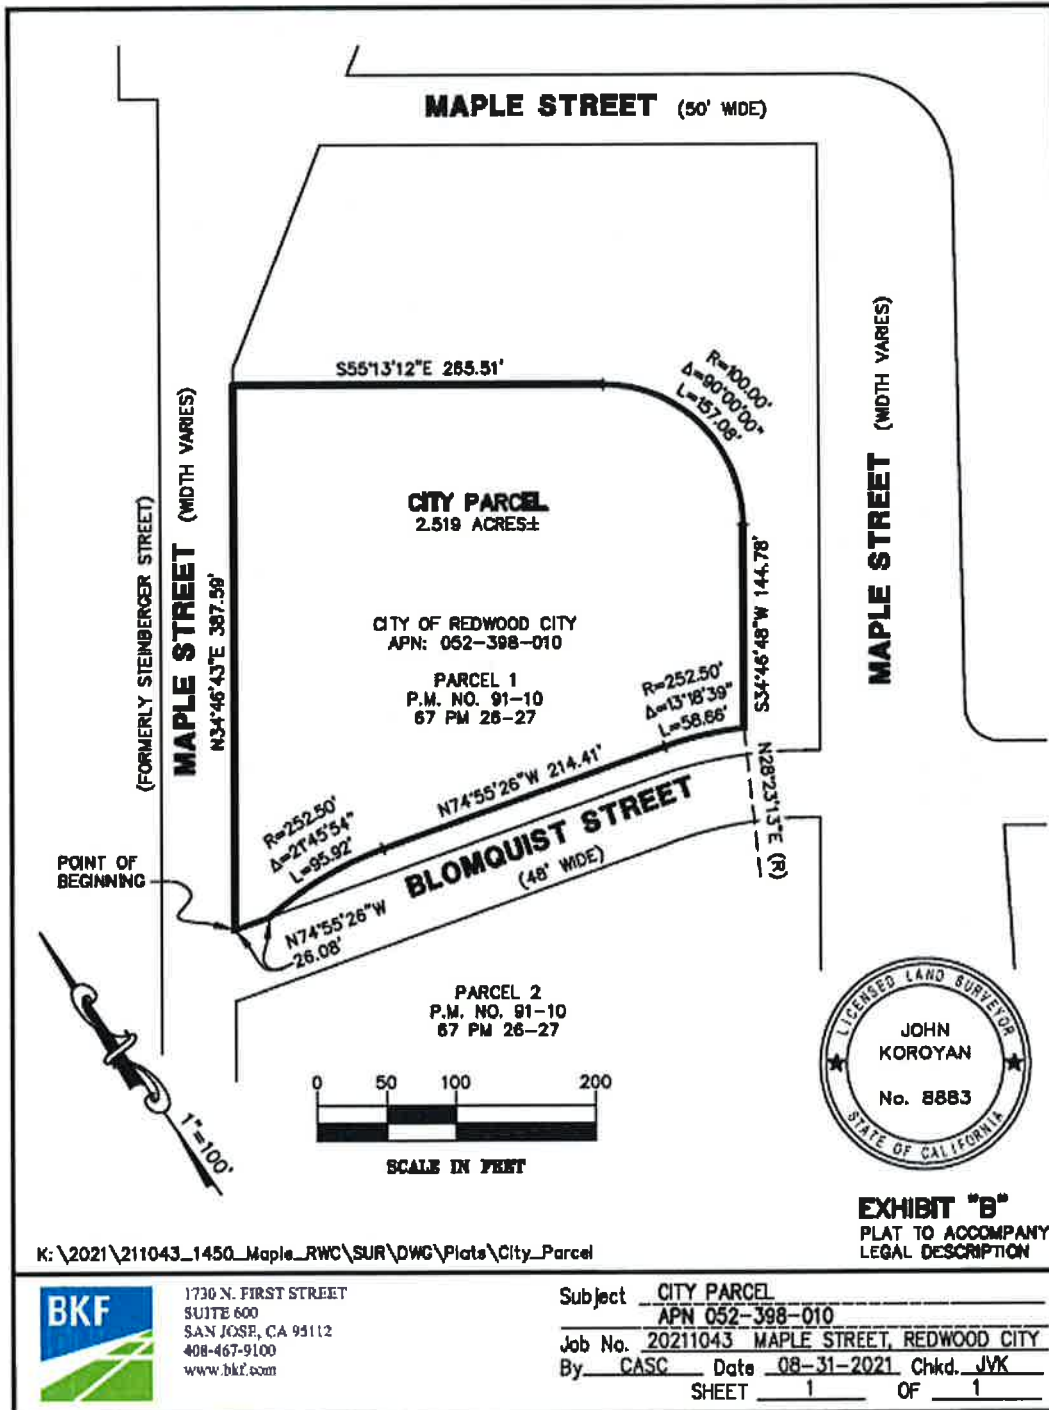 MAPLE STREET (50' WIDE)
S55°13'12"E 265.51'
R=100.00'
Δ=90°00'00"
L=157.08'
(FORMERLY STEINBERGER STREET)
MAPLE STREET (WIDTH VARIES)
N34°46'43"E 387.59'
CITY PARCEL
2.519 ACRES±
CITY OF REDWOOD CITY
APN: 052-398-010
PARCEL 1
P.M. NO. 91-10
67 PM 26-27
S34°46'48"W 144.78'
MAPLE STREET (WIDTH VARIES)
R=252.50'
Δ=13°18'39"
L=58.66'
N74°55'26"W 214.41'
R=252.50'
Δ=21°45'54"
L=95.92'
BLOMQUIST STREET
(48' WIDE)
N28°23'13"E (R)
POINT OF
BEGINNING
N74°55'26"W
26.08'
PARCEL 2
P.M. NO. 91-10
67 PM 26-27
1"=100'
0 50 100 200
SCALE IN FEET
LICENSED LAND SURVEYOR
JOHN
KOROYAN
No. 8883
STATE OF CALIFORNIA
EXHIBIT "B"
PLAT TO ACCOMPANY
LEGAL DESCRIPTION
K:\2021\211043_1450_Maple_RWC\SUR\DWG\Plats\City_Parcel
BKF
1730 N. FIRST STREET
SUITE 600
SAN JOSE, CA 95112
408-467-9100
www.bkf.com
Subject CITY PARCEL
APN 052-398-010
Job No. 20211043 MAPLE STREET, REDWOOD CITY
By CASC Date 08-31-2021 Chkd. JVK
SHEET 1 OF 1